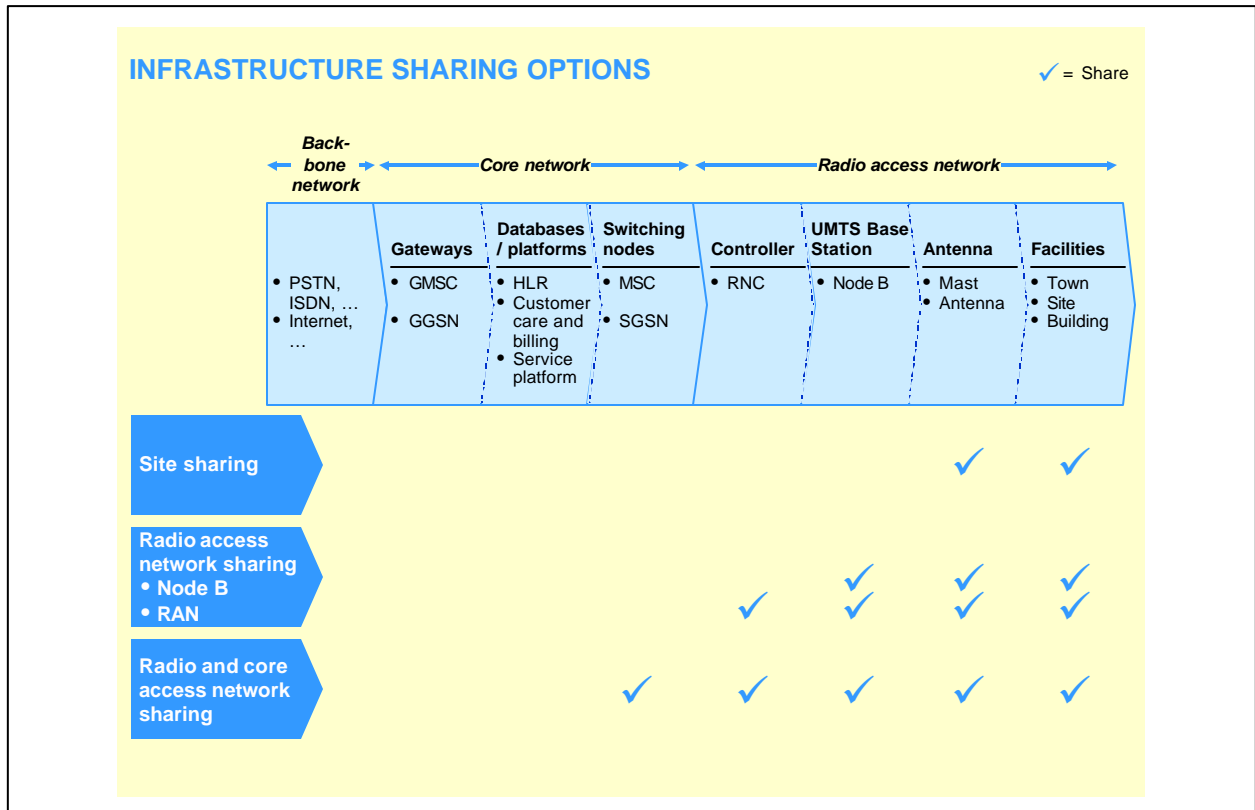 INFRASTRUCTURE SHARING OPTIONS
✓ = Share
Back-
bone
network
Core network
Radio access network
• PSTN,
ISDN, …
• Internet,
…
Gateways
• GMSC
• GGSN
Databases
/ platforms
• HLR
• Customer
care and
billing
• Service
platform
Switching
nodes
• MSC
• SGSN
Controller
• RNC
UMTS Base
Station
• Node B
Antenna
• Mast
• Antenna
Facilities
• Town
• Site
• Building
Site sharing
✓ ✓
Radio access
network sharing
• Node B
✓ ✓ ✓
• RAN
✓ ✓ ✓ ✓
Radio and core
access network
sharing
✓ ✓ ✓ ✓ ✓